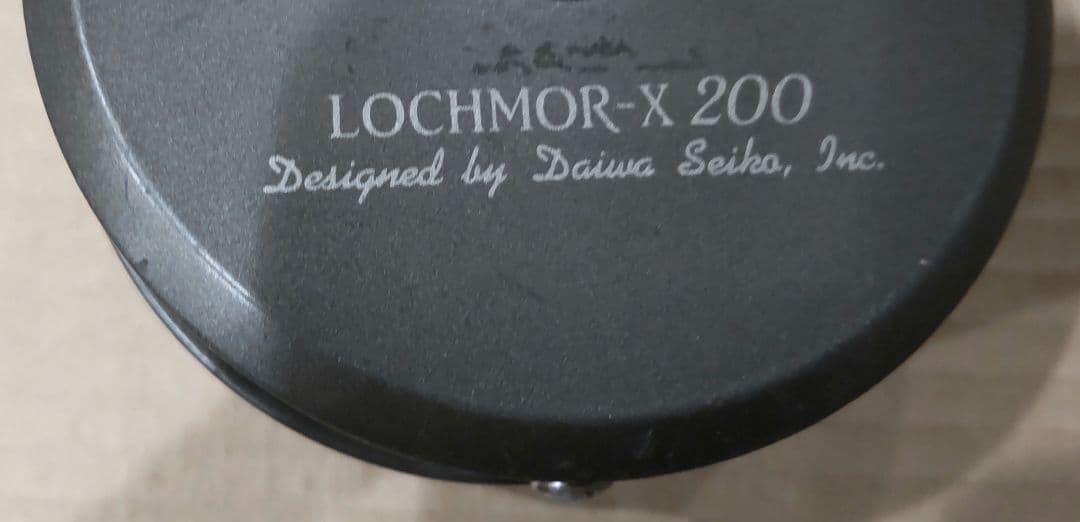 LOCHMOR-X 200
Designed by Daiwa Seiko, Inc.